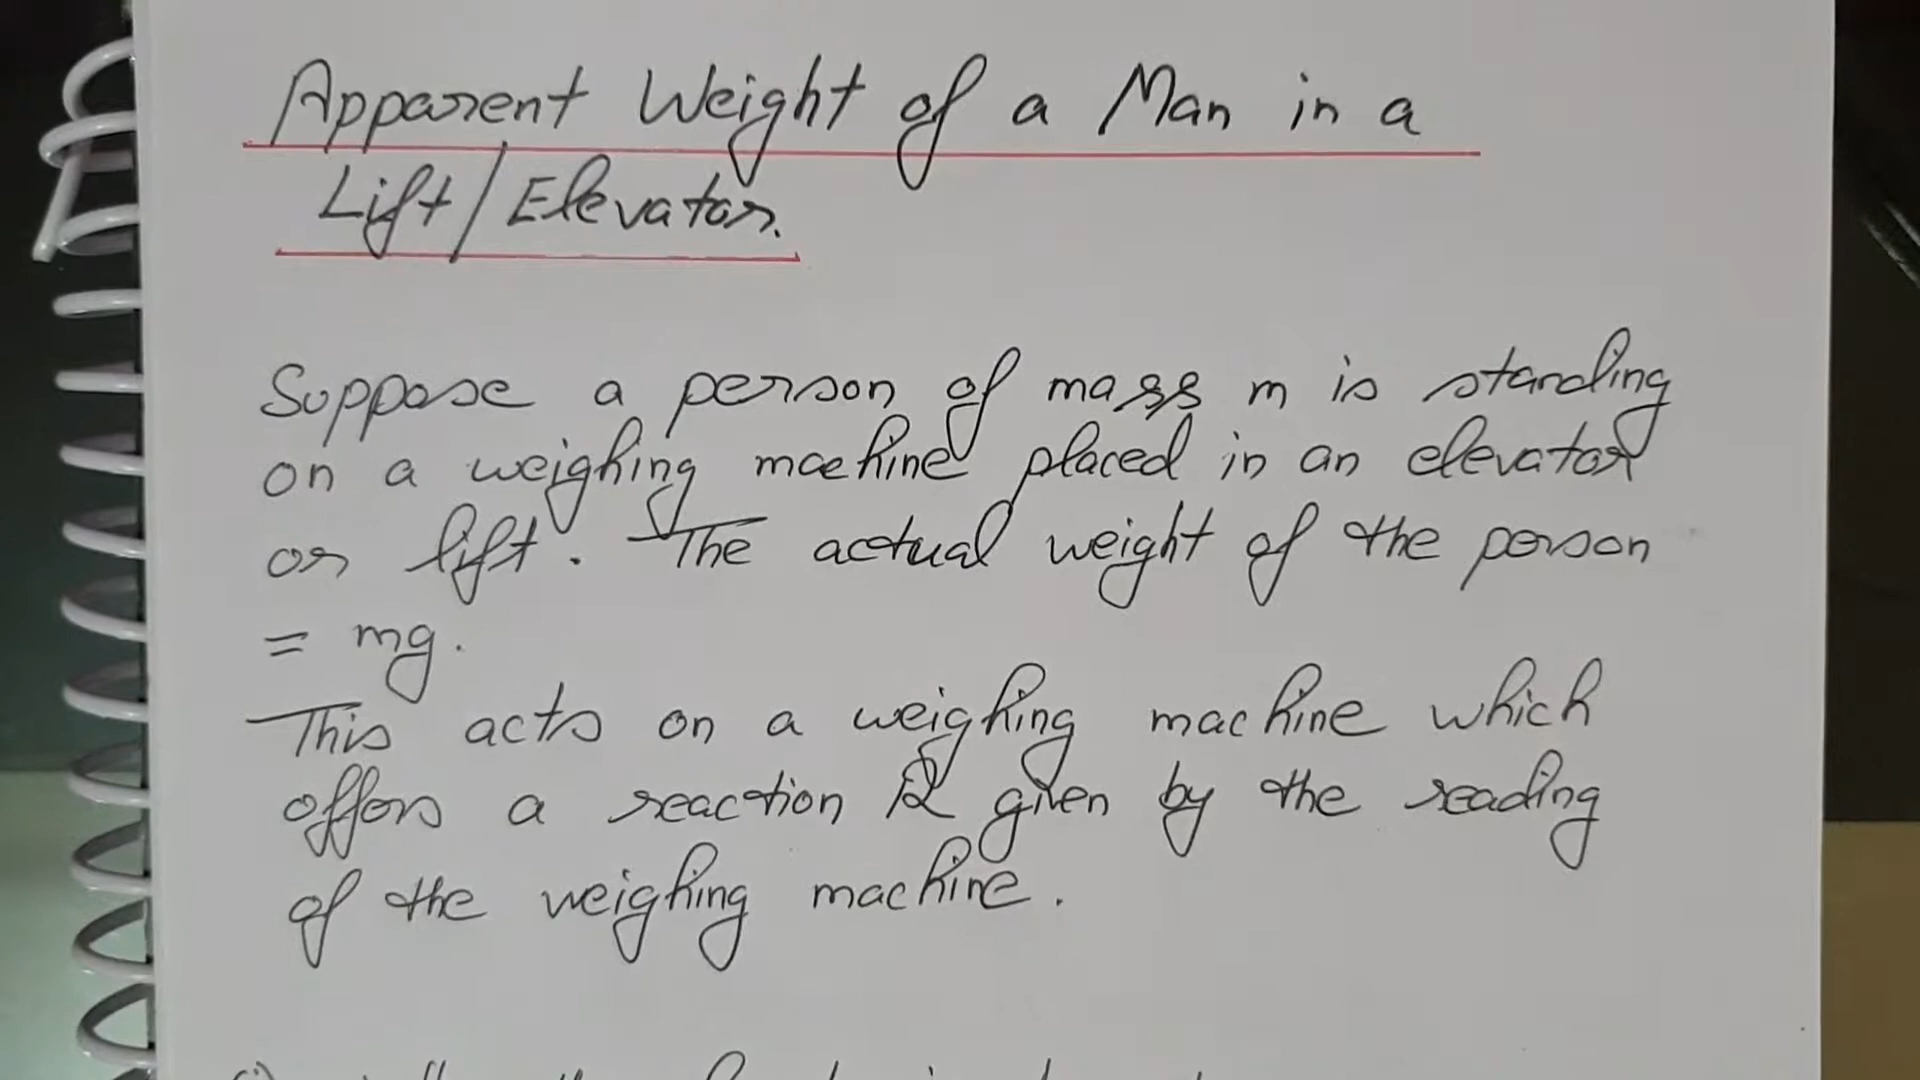 Apparent Weight of a Man in a
Lift/Elevator.
Suppose a person of mass m is standing
on a weighing machine placed in an elevator
or lift. The actual weight of the person
= mg.
This acts on a weighing machine which
offers a reaction R given by the reading
of the weighing machine.